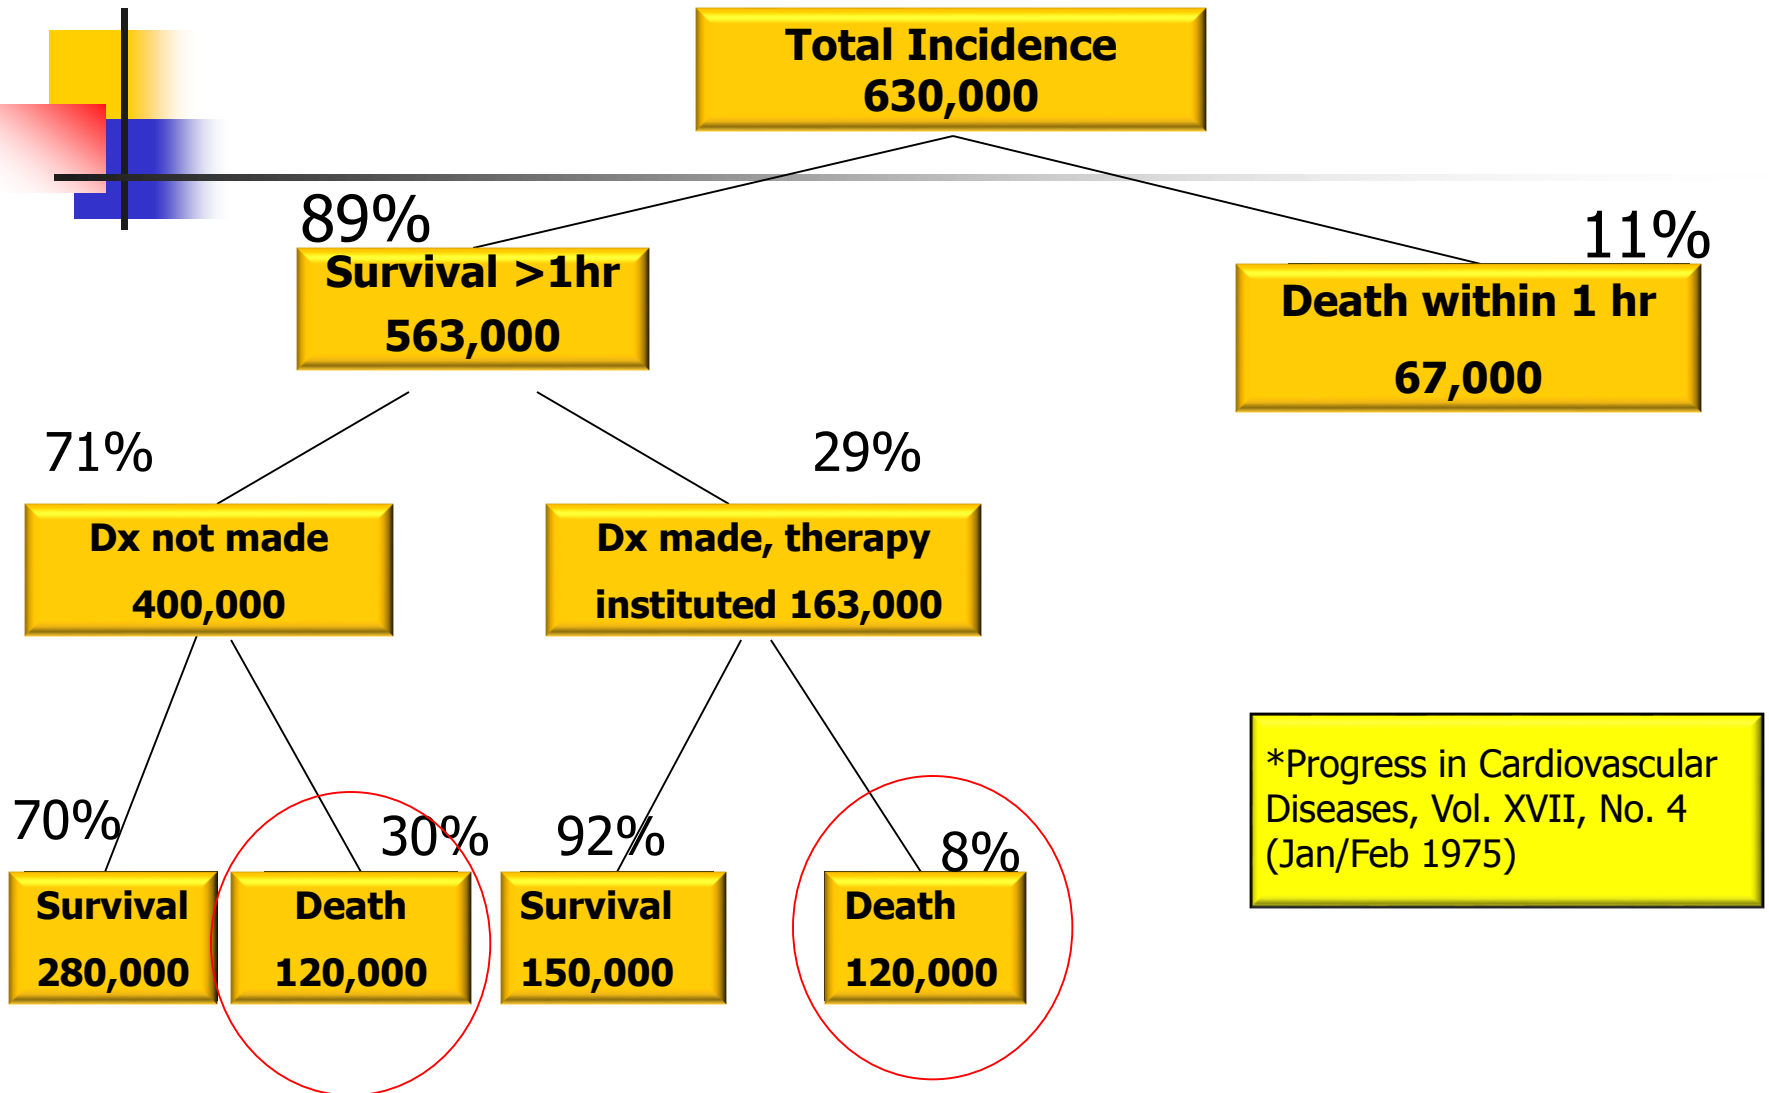 Total Incidence
630,000
89%
11%
Survival >1hr
563,000
Death within 1 hr
67,000
71%
29%
Dx not made
400,000
Dx made, therapy
instituted 163,000
70%
30%
92%
8%
Survival
280,000
Death
120,000
Survival
150,000
Death
120,000
*Progress in Cardiovascular
Diseases, Vol. XVII, No. 4
(Jan/Feb 1975)